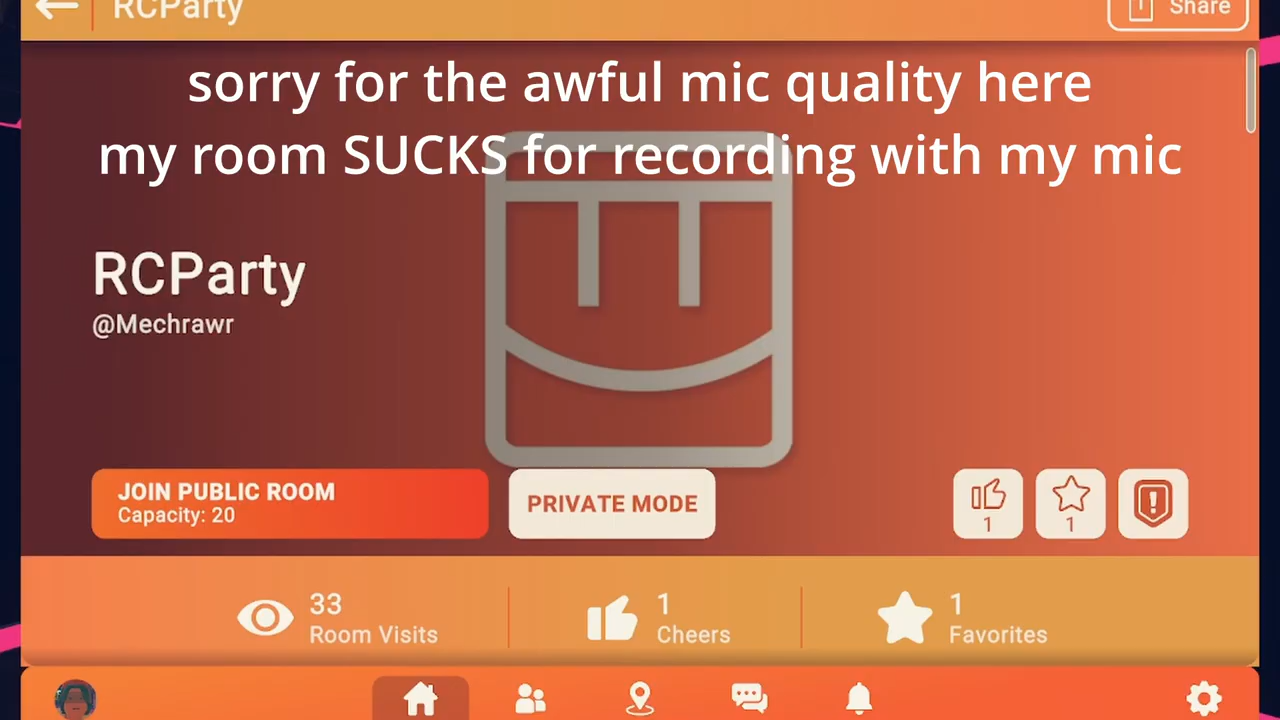 RCParty
Share
sorry for the awful mic quality here
my room SUCKS for recording with my mic
RCParty
@Mechrawr
JOIN PUBLIC ROOM
Capacity: 20
PRIVATE MODE
1
1
33
Room Visits
1
Cheers
1
Favorites